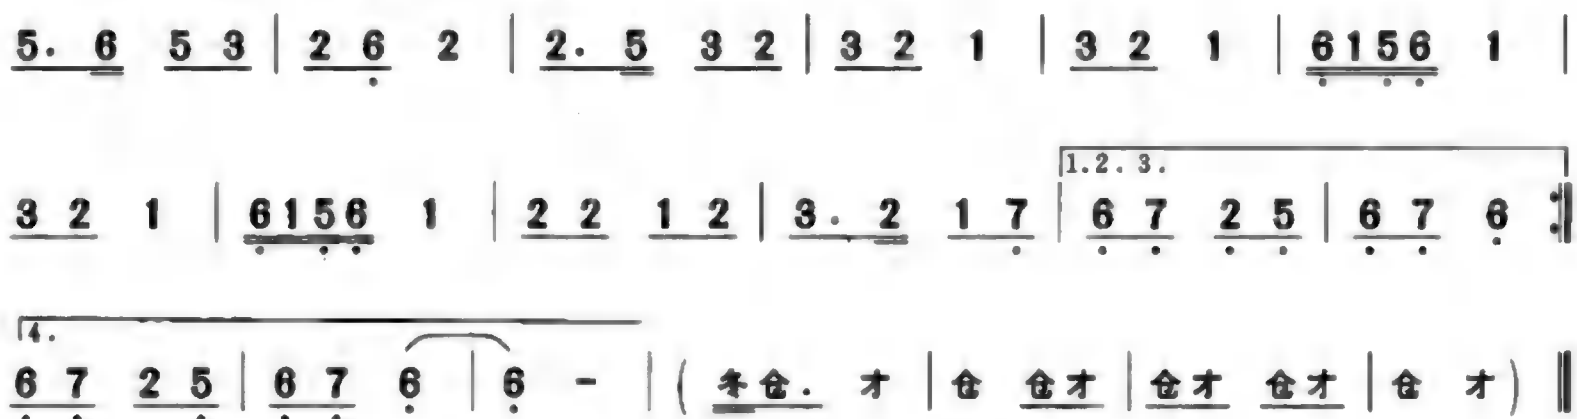 5. 6 5 3 | 2 6 2 | 2. 5 3 2 | 3 2 1 | 3 2 1 | 6156 1 |
1.2.3.
3 2 1 | 6156 1 | 2 2 1 2 | 3. 2 1 7 | 6 7 2 5 | 6 7 6 :‖
4.
6 7 2 5 | 6 7 6 | 6 - | ( 冬仓. 才 | 仓 仓才 | 仓才 仓才 | 仓 才 ) ‖